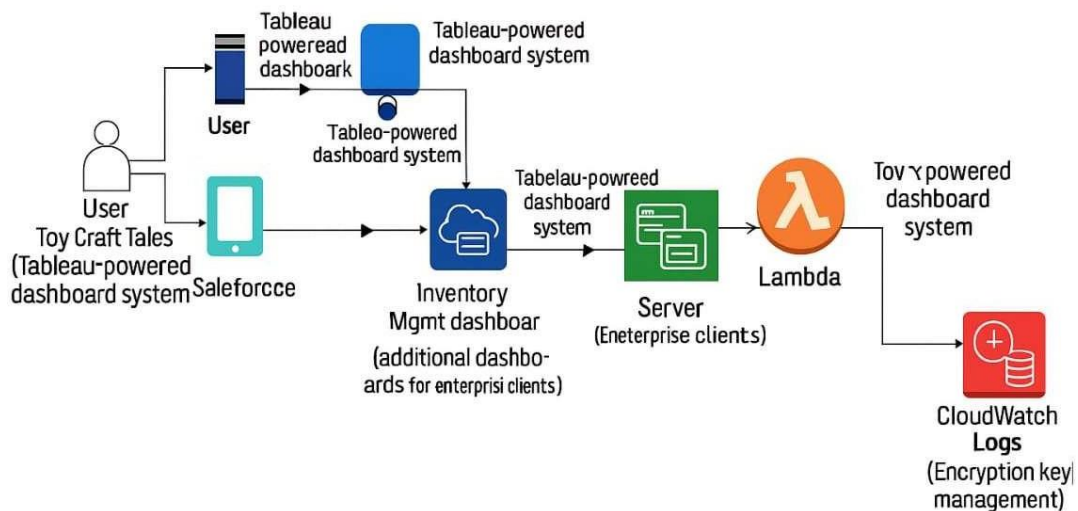 Tableau
poweread
dashboark
Tableau-powered
dashboard system
User
Tableo-powered
dashboard system
User
Toy Craft Tales
(Tableau-powered
dashboard system
Saleforcce
Tabelau-powreed
dashboard
system
Inventory
Mgmt dashboar
(additional dashbo-
ards for enterprisi clients)
Server
(Eneterprise clients)
Lambda
powered
dashboard
system
CloudWatch
Logs
(Encryption key
management)